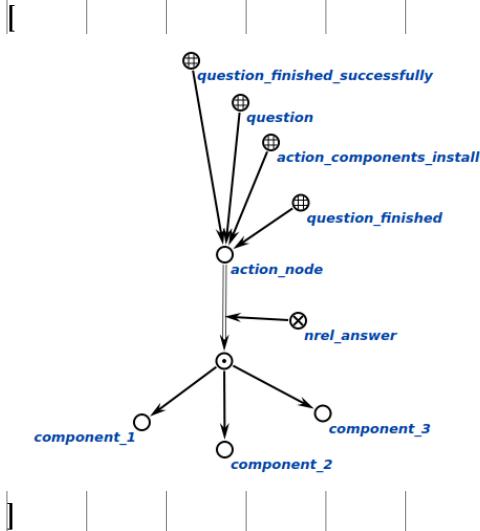 [
question_finished_successfully
question
action_components_install
question_finished
action_node
nrel_answer
component_1
component_3
component_2
]